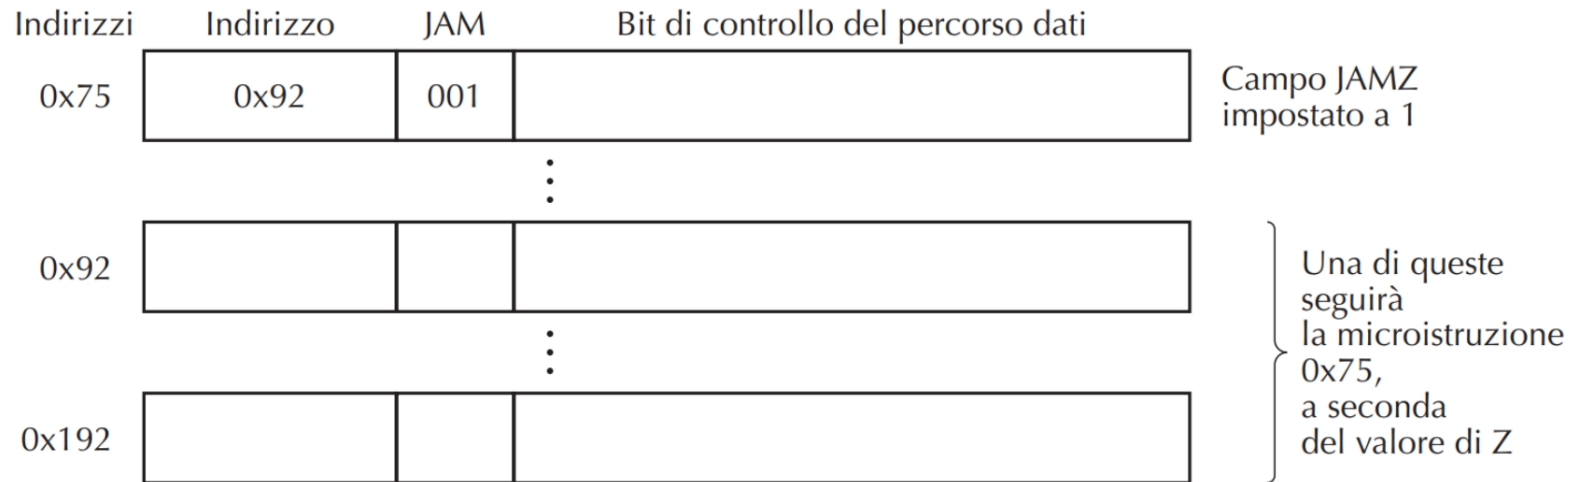 Indirizzi Indirizzo JAM Bit di controllo del percorso dati
0x75 0x92 001
Campo JAMZ
impostato a 1
0x92
Una di queste
seguirà
la microistruzione
0x75,
a seconda
del valore di Z
0x192